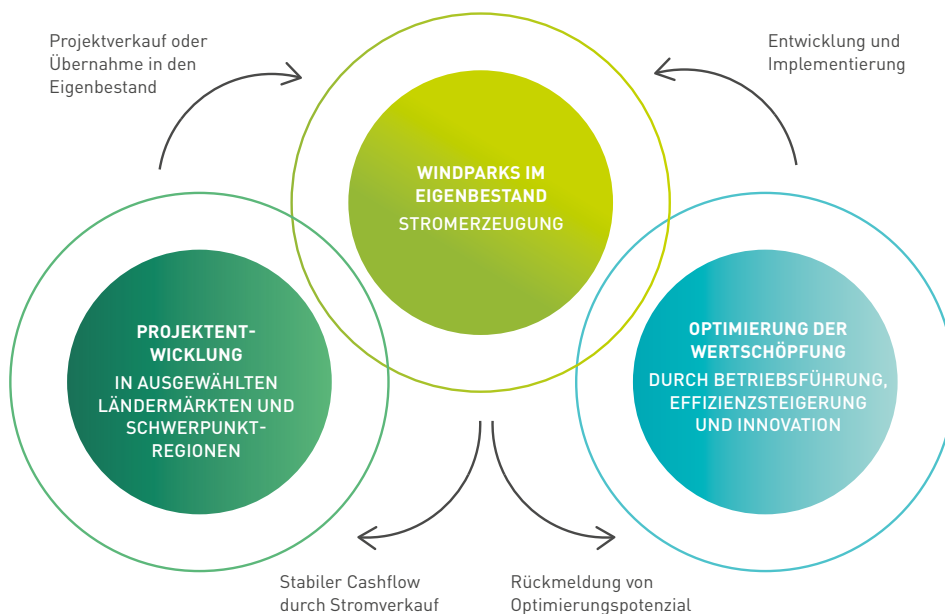 Projektverkauf oder
Übernahme in den
Eigenbestand
Entwicklung und
Implementierung
WINDPARKS IM
EIGENBESTAND
STROMERZEUGUNG
PROJEKTENT-
WICKLUNG
IN AUSGEWÄHLTEN
LÄNDERMÄRKTEN UND
SCHWERPUNKT-
REGIONEN
OPTIMIERUNG DER
WERTSCHÖPFUNG
DURCH BETRIEBSFÜHRUNG,
EFFIZIENZSTEIGERUNG
UND INNOVATION
Stabiler Cashflow
durch Stromverkauf
Rückmeldung von
Optimierungspotenzial